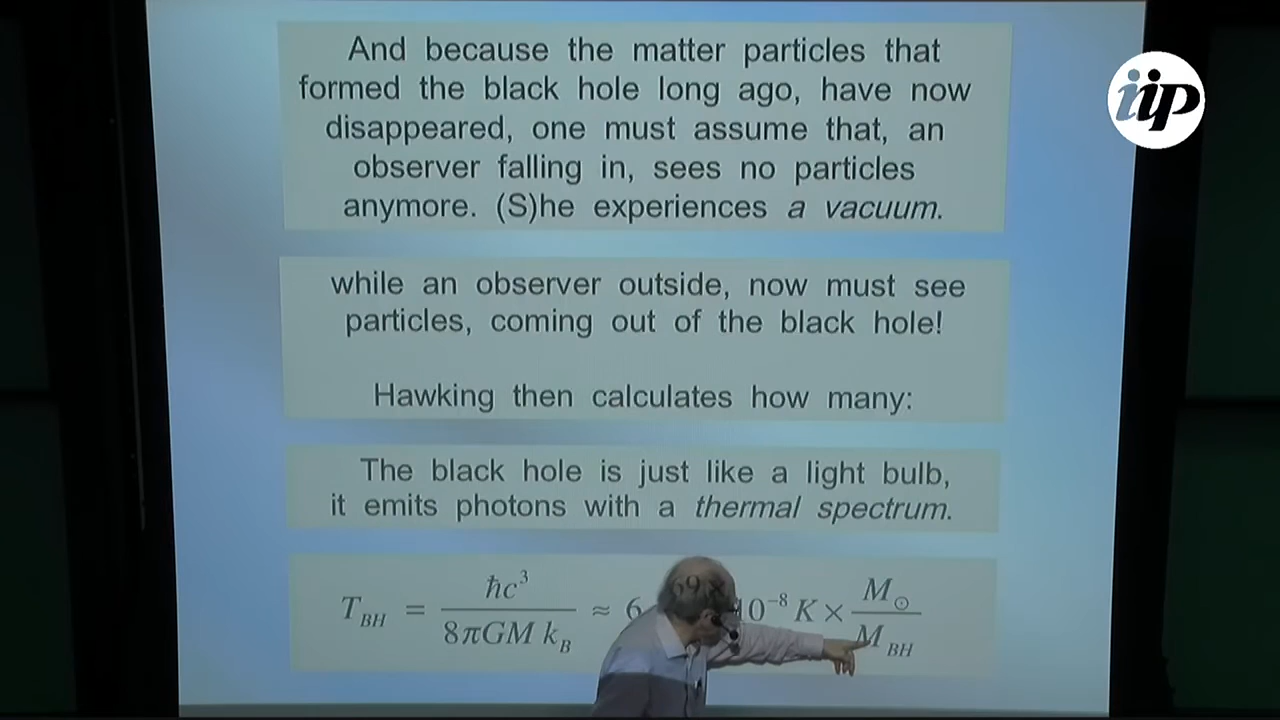 And because the matter particles that
formed the black hole long ago, have now
disappeared, one must assume that, an
observer falling in, sees no particles
anymore. (S)he experiences a vacuum.
while an observer outside, now must see
particles, coming out of the black hole!
Hawking then calculates how many:
The black hole is just like a light bulb,
it emits photons with a thermal spectrum.
T_BH = ħc³ / 8πGM k_B ≈ 6 69 × 10⁻⁸ K × M_⊙ / M_BH
iip